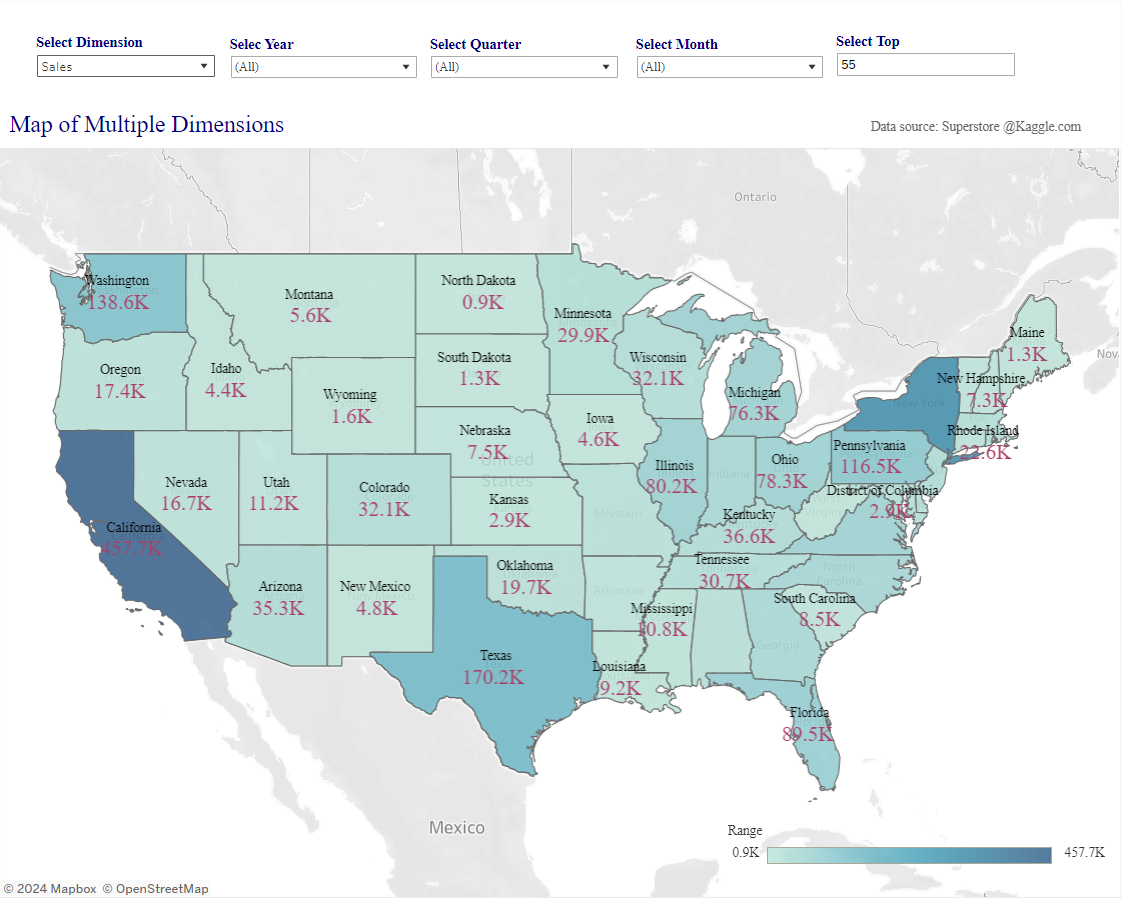 Select Dimension
Selec Year
Select Quarter
Select Month
Select Top
Sales
(All)
(All)
(All)
55
Map of Multiple Dimensions
Data source: Superstore @Kaggle.com
Ontario
Washington
138.6K
Montana
5.6K
North Dakota
0.9K
Minnesota
29.9K
Maine
1.3K
Nov
Oregon
17.4K
Idaho
4.4K
Wyoming
1.6K
South Dakota
1.3K
Wisconsin
32.1K
Michigan
76.3K
New Hampshire
7.3K
New York
Nebraska
7.5K
Iowa
4.6K
Rhode Island
22.6K
United
States
Nevada
16.7K
Utah
11.2K
Colorado
32.1K
Kansas
2.9K
Missouri
Illinois
80.2K
Indiana
Ohio
78.3K
Pennsylvania
116.5K
District of Columbia
2.9K
Virginia
Kentucky
36.6K
California
457.7K
Arizona
35.3K
New Mexico
4.8K
Oklahoma
19.7K
Arkansas
Tennessee
30.7K
North
Carolina
South Carolina
8.5K
Mississippi
10.8K
Georgia
Texas
170.2K
Louisiana
9.2K
Florida
89.5K
Mexico
Range
0.9K
457.7K
© 2024 Mapbox © OpenStreetMap